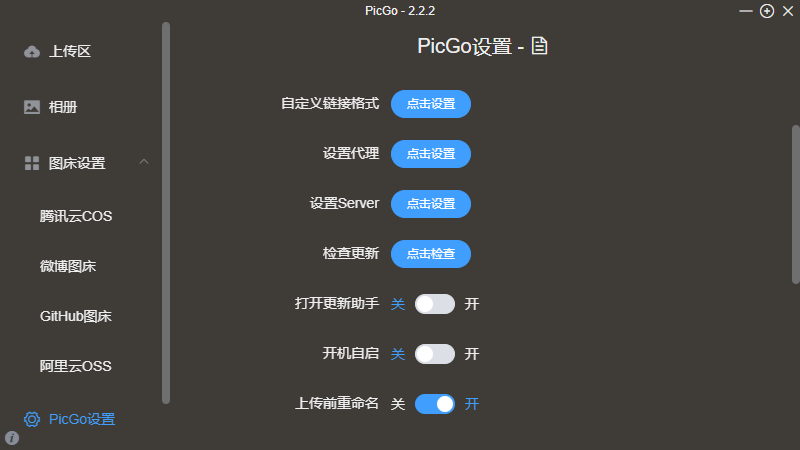 PicGo - 2.2.2
上传区
相册
图床设置
腾讯云COS
微博图床
GitHub图床
阿里云OSS
PicGo设置
PicGo设置 -
自定义链接格式 点击设置
设置代理 点击设置
设置Server 点击设置
检查更新 点击检查
打开更新助手 关 开
开机自启 关 开
上传前重命名 关 开